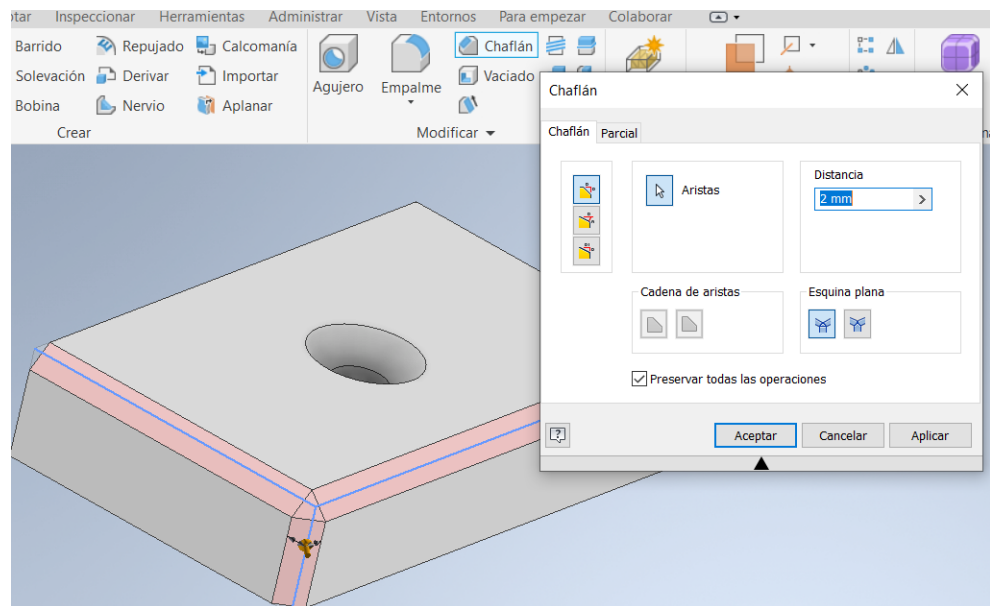 Inspeccionar Herramientas Administrar Vista Entornos Para empezar Colaborar
Barrido Repujado Calcomanía
Solevación Derivar Importar
Bobina Nervio Aplanar
Crear
Agujero Empalme
Chaflán
Vaciado
Modificar
Chaflán
Chaflán Parcial
Aristas
Distancia
2 mm
Cadena de aristas
Esquina plana
Preservar todas las operaciones
Aceptar Cancelar Aplicar